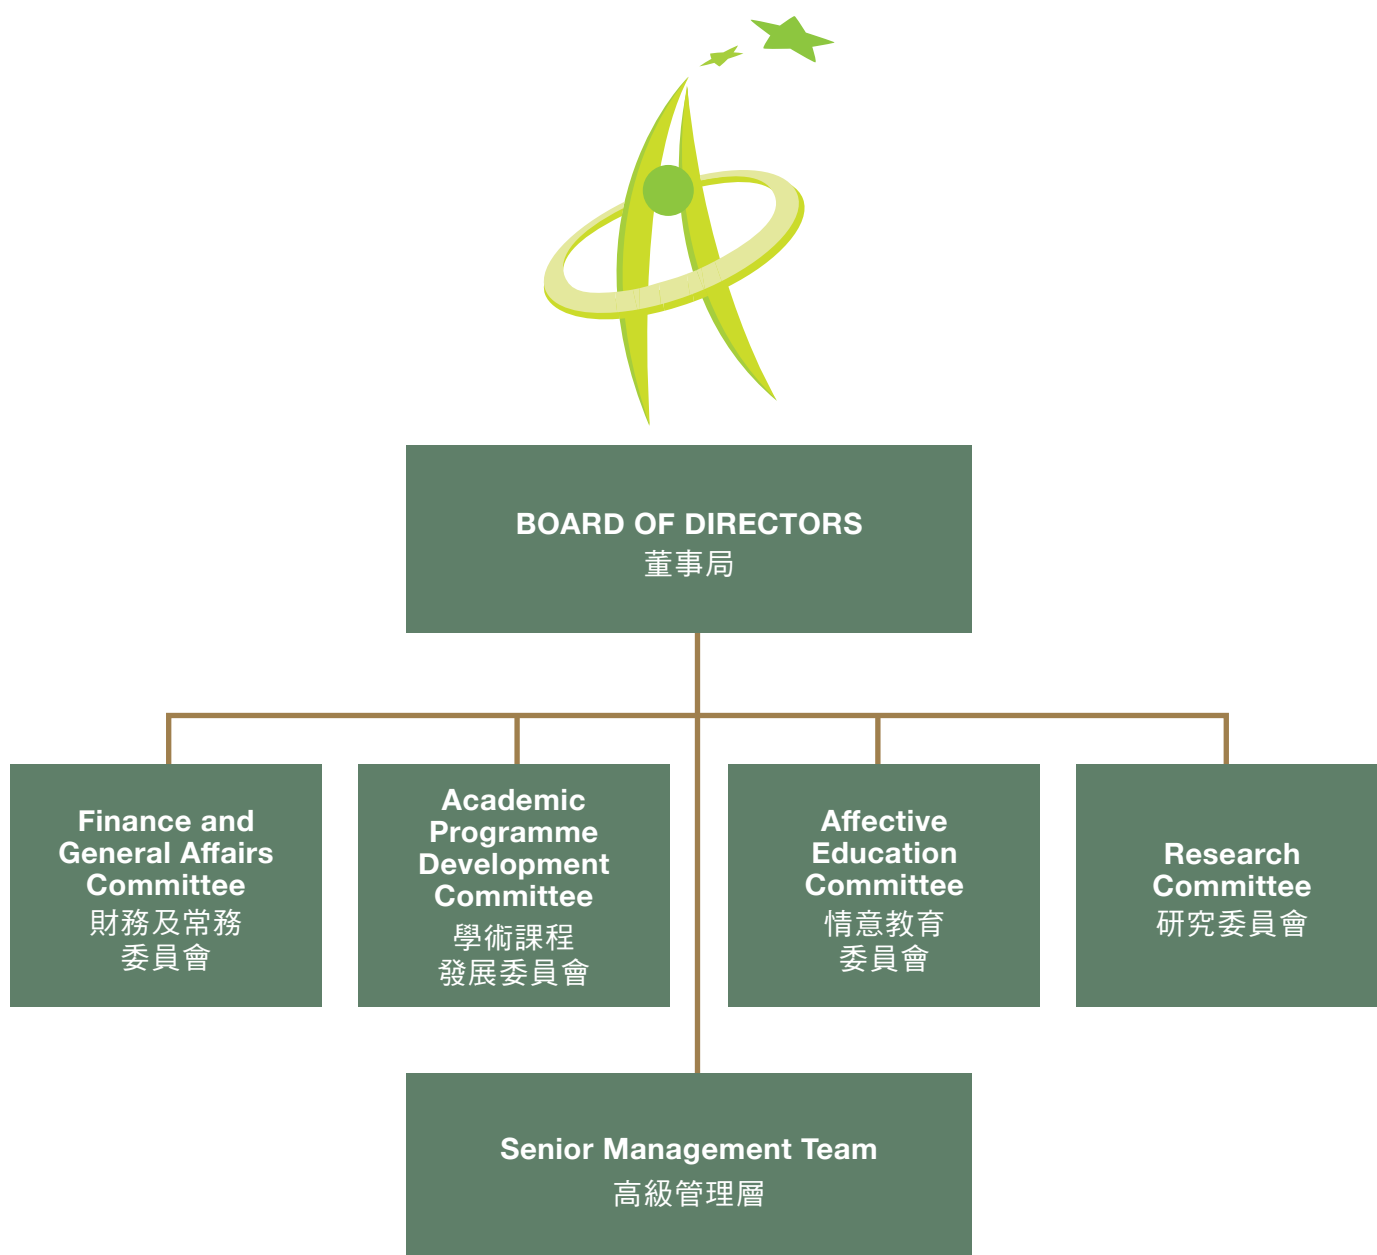 BOARD OF DIRECTORS
董事局
Finance and
General Affairs
Committee
財務及常務
委員會
Academic
Programme
Development
Committee
學術課程
發展委員會
Affective
Education
Committee
情意教育
委員會
Research
Committee
研究委員會
Senior Management Team
高級管理層